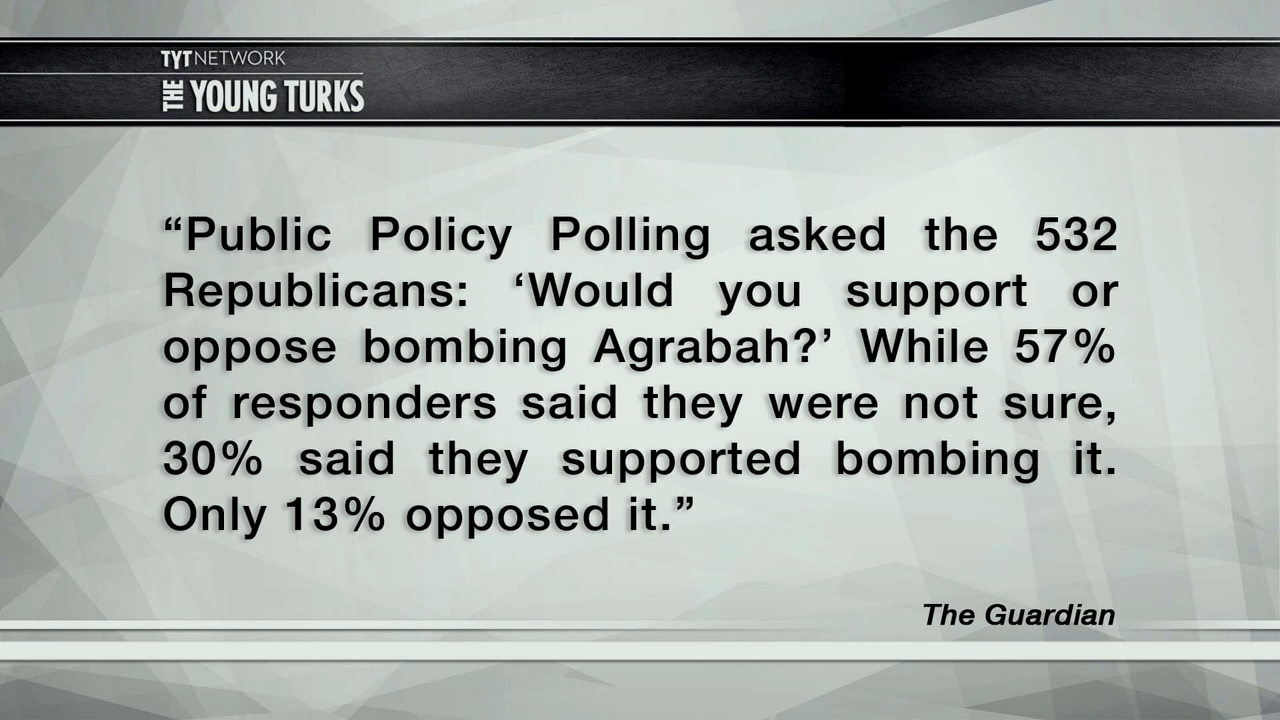 TYT NETWORK
THE YOUNG TURKS
“Public Policy Polling asked the 532
Republicans: ‘Would you support or
oppose bombing Agrabah?’ While 57%
of responders said they were not sure,
30% said they supported bombing it.
Only 13% opposed it.”
The Guardian